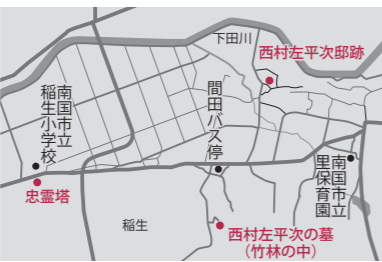 下田川
西村左平次邸跡
間田バス停
南国市立
稲生小学校
南国市立
里保育園
忠霊塔
稲生
西村左平次の墓
（竹林の中）